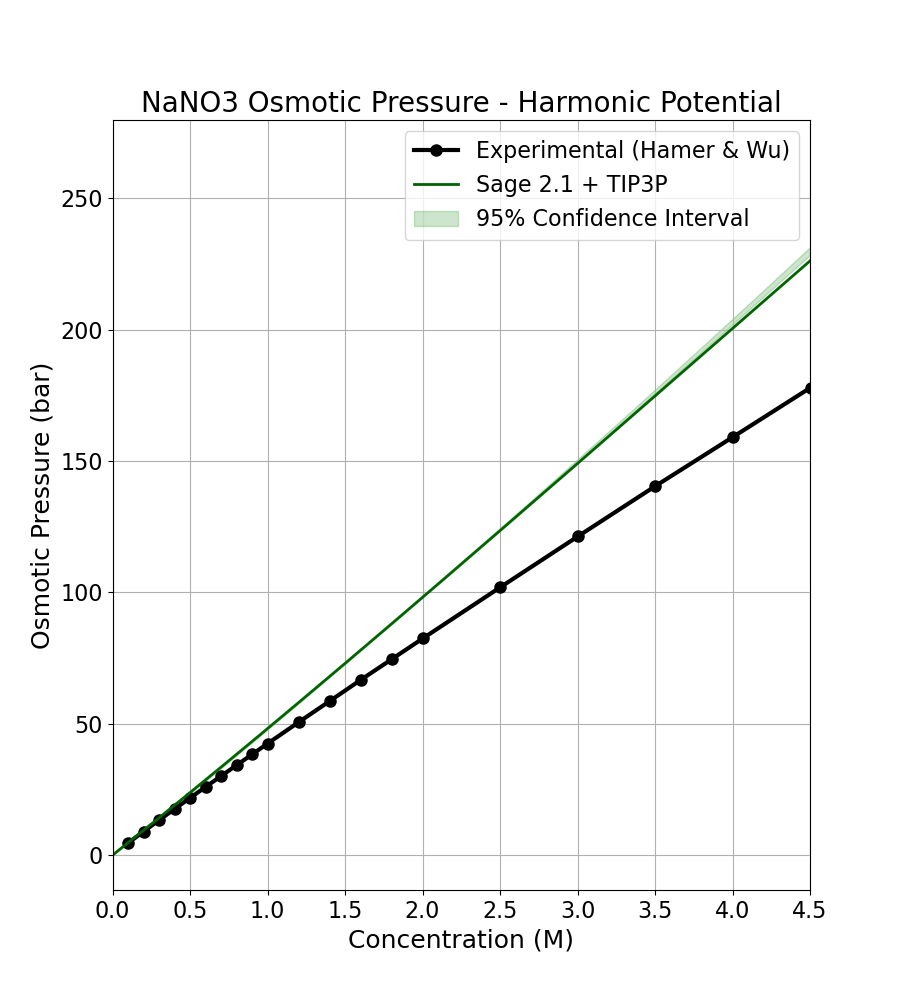 NaNO3 Osmotic Pressure - Harmonic Potential
Experimental (Hamer & Wu)
Sage 2.1 + TIP3P
95% Confidence Interval
Osmotic Pressure (bar)
250
200
150
100
50
0
0.0 0.5 1.0 1.5 2.0 2.5 3.0 3.5 4.0 4.5
Concentration (M)